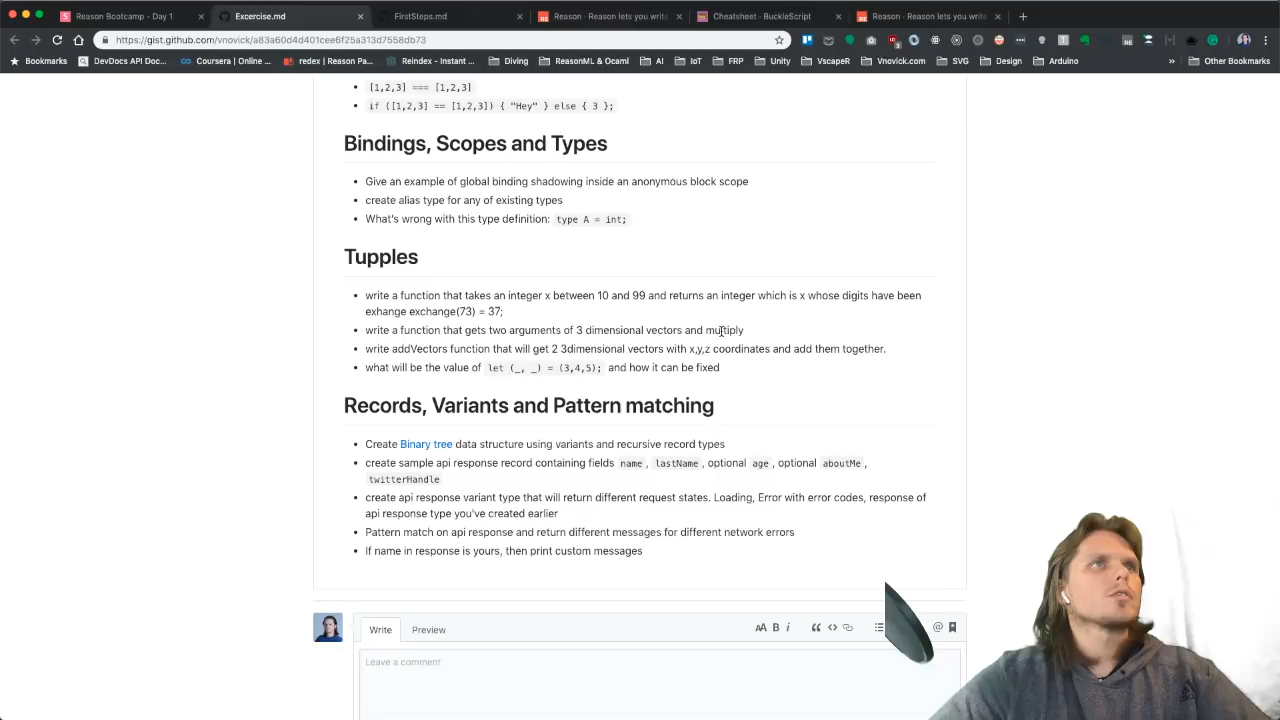 Reason Bootcamp - Day 1
Excercise.md
FirstSteps.md
Reason · Reason lets you write
Cheatsheet · BuckleScript
Reason · Reason lets you write
https://gist.github.com/vnovick/a83a60d4d401cee6f25a313d7558db73
Bookmarks
DevDocs API Doc...
Coursera | Online ...
redex | Reason Pa...
Reindex - Instant ...
Diving
ReasonML & Ocaml
AI
IoT
FRP
Unity
VscapeR
Vnovick.com
SVG
Design
Arduino
»
Other Bookmarks
[1,2,3] === [1,2,3]
if ([1,2,3] == [1,2,3]) { "Hey" } else { 3 };
Bindings, Scopes and Types
Give an example of global binding shadowing inside an anonymous block scope
create alias type for any of existing types
What's wrong with this type definition: type A = int;
Tupples
write a function that takes an integer x between 10 and 99 and returns an integer which is x whose digits have been
exhange exchange(73) = 37;
write a function that gets two arguments of 3 dimensional vectors and multiply
write addVectors function that will get 2 3dimensional vectors with x,y,z coordinates and add them together.
what will be the value of let (_, _) = (3,4,5); and how it can be fixed
Records, Variants and Pattern matching
Create Binary tree data structure using variants and recursive record types
create sample api response record containing fields name, lastName, optional age, optional aboutMe,
twitterHandle
create api response variant type that will return different request states. Loading, Error with error codes, response of
api response type you've created earlier
Pattern match on api response and return different messages for different network errors
If name in response is yours, then print custom messages
Write
Preview
AA B i
Leave a comment